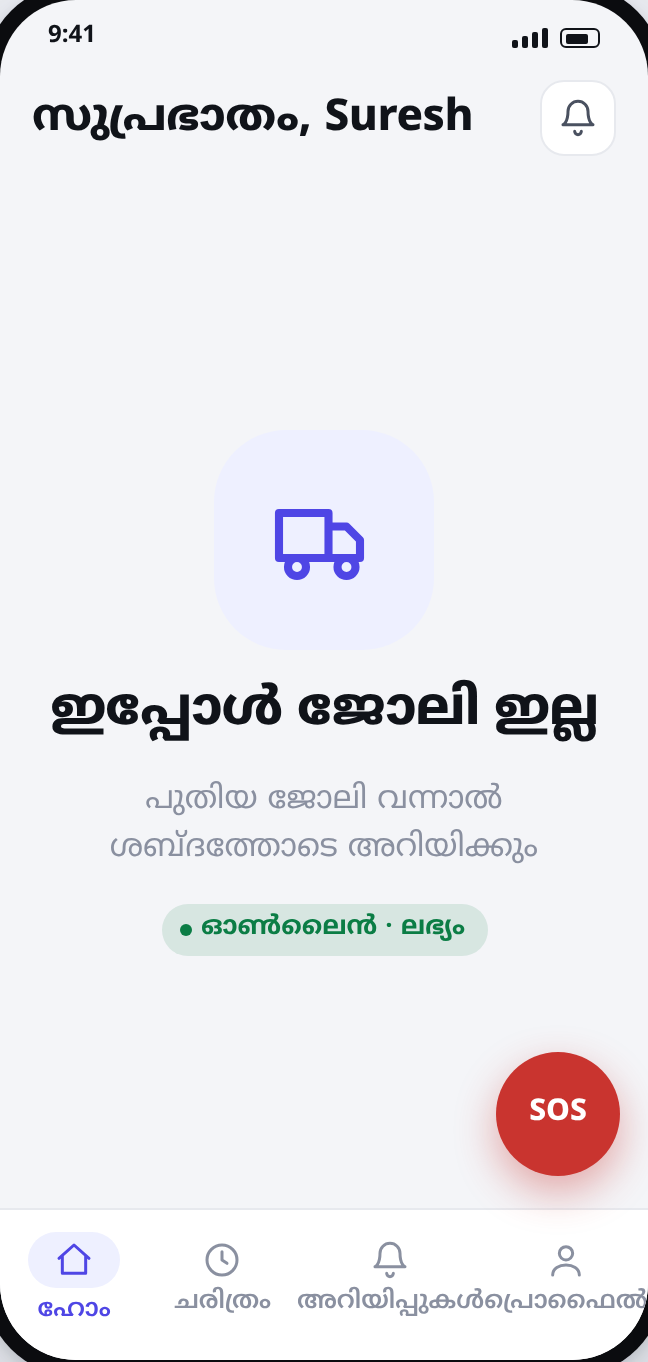 9:41
സുപ്രഭാതം, Suresh
ഇപ്പോൾ ജോലി ഇല്ല
പുതിയ ജോലി വന്നാൽ
ശബ്ദത്തോടെ അറിയിക്കും
ഓൺലൈൻ · ലഭ്യം
SOS
ഹോം ചരിത്രം അറിയിപ്പുകൾ പ്രൊഫൈൽ